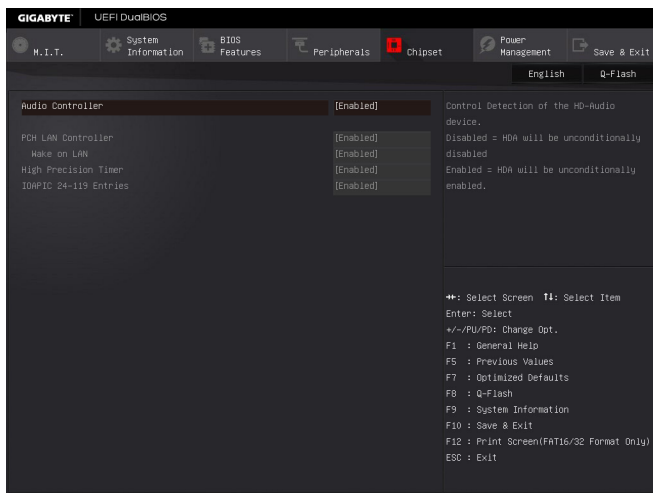 GIGABYTE™ UEFI DualBIOS
M.I.T.
System Information
BIOS Features
Peripherals
Chipset
Power Management
Save & Exit
English Q-Flash
Audio Controller [Enabled]
PCH LAN Controller [Enabled]
Wake on LAN [Enabled]
High Precision Timer [Enabled]
IOAPIC 24-119 Entries [Enabled]
Control Detection of the HD-Audio
device.
Disabled = HDA will be unconditionally
disabled
Enabled = HDA will be unconditionally
enabled.
→←: Select Screen ↑↓: Select Item
Enter: Select
+/-/PU/PD: Change Opt.
F1 : General Help
F5 : Previous Values
F7 : Optimized Defaults
F8 : Q-Flash
F9 : System Information
F10 : Save & Exit
F12 : Print Screen(FAT16/32 Format Only)
ESC : Exit